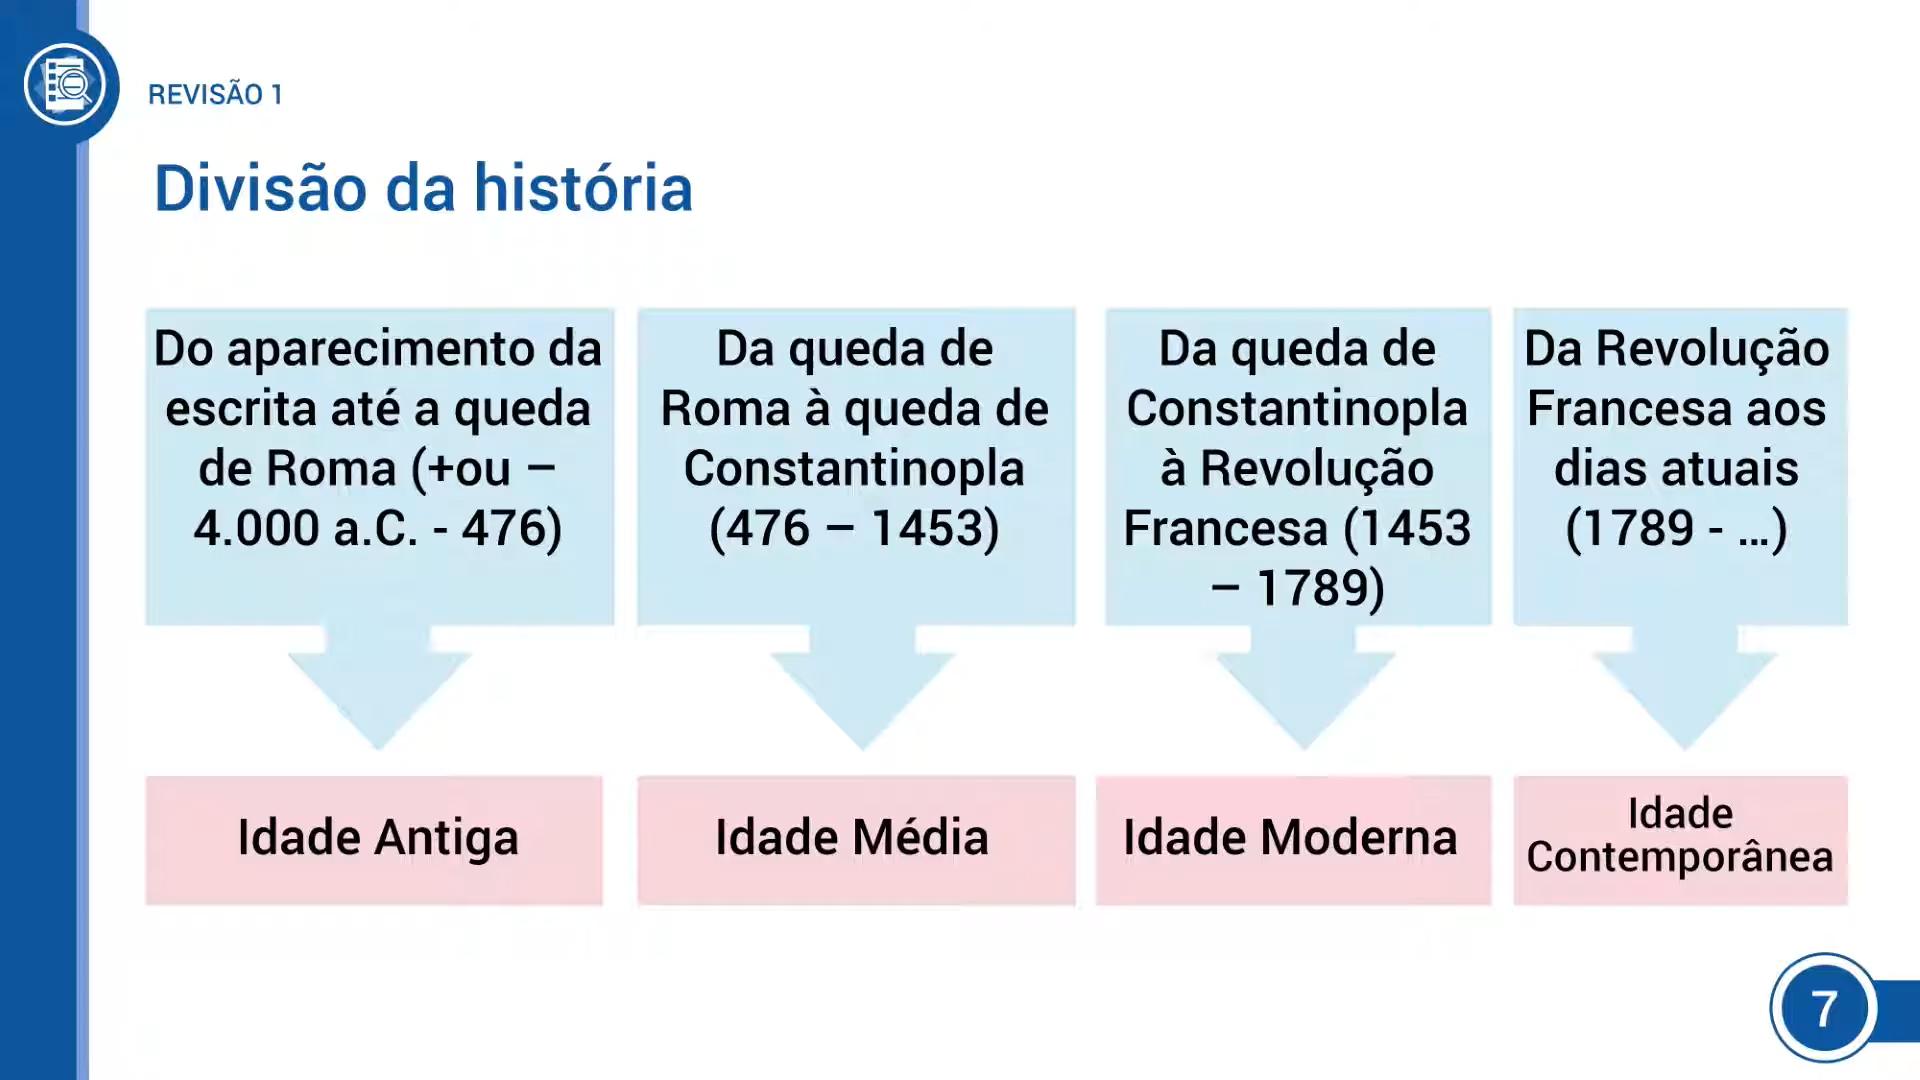 REVISÃO 1
Divisão da história
Do aparecimento da
escrita até a queda
de Roma (+ou –
4.000 a.C. - 476)
Da queda de
Roma à queda de
Constantinopla
(476 – 1453)
Da queda de
Constantinopla
à Revolução
Francesa (1453
– 1789)
Da Revolução
Francesa aos
dias atuais
(1789 - ...)
Idade Antiga
Idade Média
Idade Moderna
Idade
Contemporânea
7